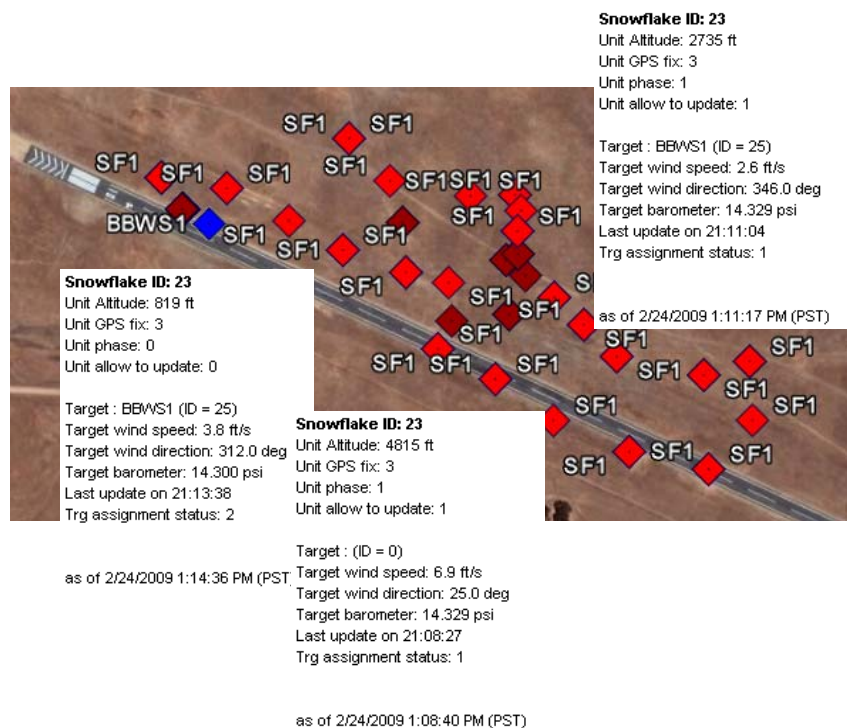 Snowflake ID: 23
Unit Altitude: 2735 ft
Unit GPS fix: 3
Unit phase: 1
Unit allow to update: 1
Target : BBWS1 (ID = 25)
Target wind speed: 2.6 ft/s
Target wind direction: 346.0 deg
Target barometer: 14.329 psi
Last update on 21:11:04
Trg assignment status: 1
as of 2/24/2009 1:11:17 PM (PST)
SF1 SF1
SF1 SF1 SF1
SF1 SF1 SF1
SF1
BBWS1 SF1 SF1
SF1 SF1
SF1
SF1 SF1
SF1 SF1 SF1 SF1 SF1
SF1
SF1
SF1 SF1
Snowflake ID: 23
Unit Altitude: 819 ft
Unit GPS fix: 3
Unit phase: 0
Unit allow to update: 0
Target : BBWS1 (ID = 25)
Target wind speed: 3.8 ft/s
Target wind direction: 312.0 deg
Target barometer: 14.300 psi
Last update on 21:13:38
Trg assignment status: 2
as of 2/24/2009 1:14:36 PM (PST)
Snowflake ID: 23
Unit Altitude: 4815 ft
Unit GPS fix: 3
Unit phase: 1
Unit allow to update: 1
Target : (ID = 0)
Target wind speed: 6.9 ft/s
Target wind direction: 25.0 deg
Target barometer: 14.329 psi
Last update on 21:08:27
Trg assignment status: 1
as of 2/24/2009 1:08:40 PM (PST)